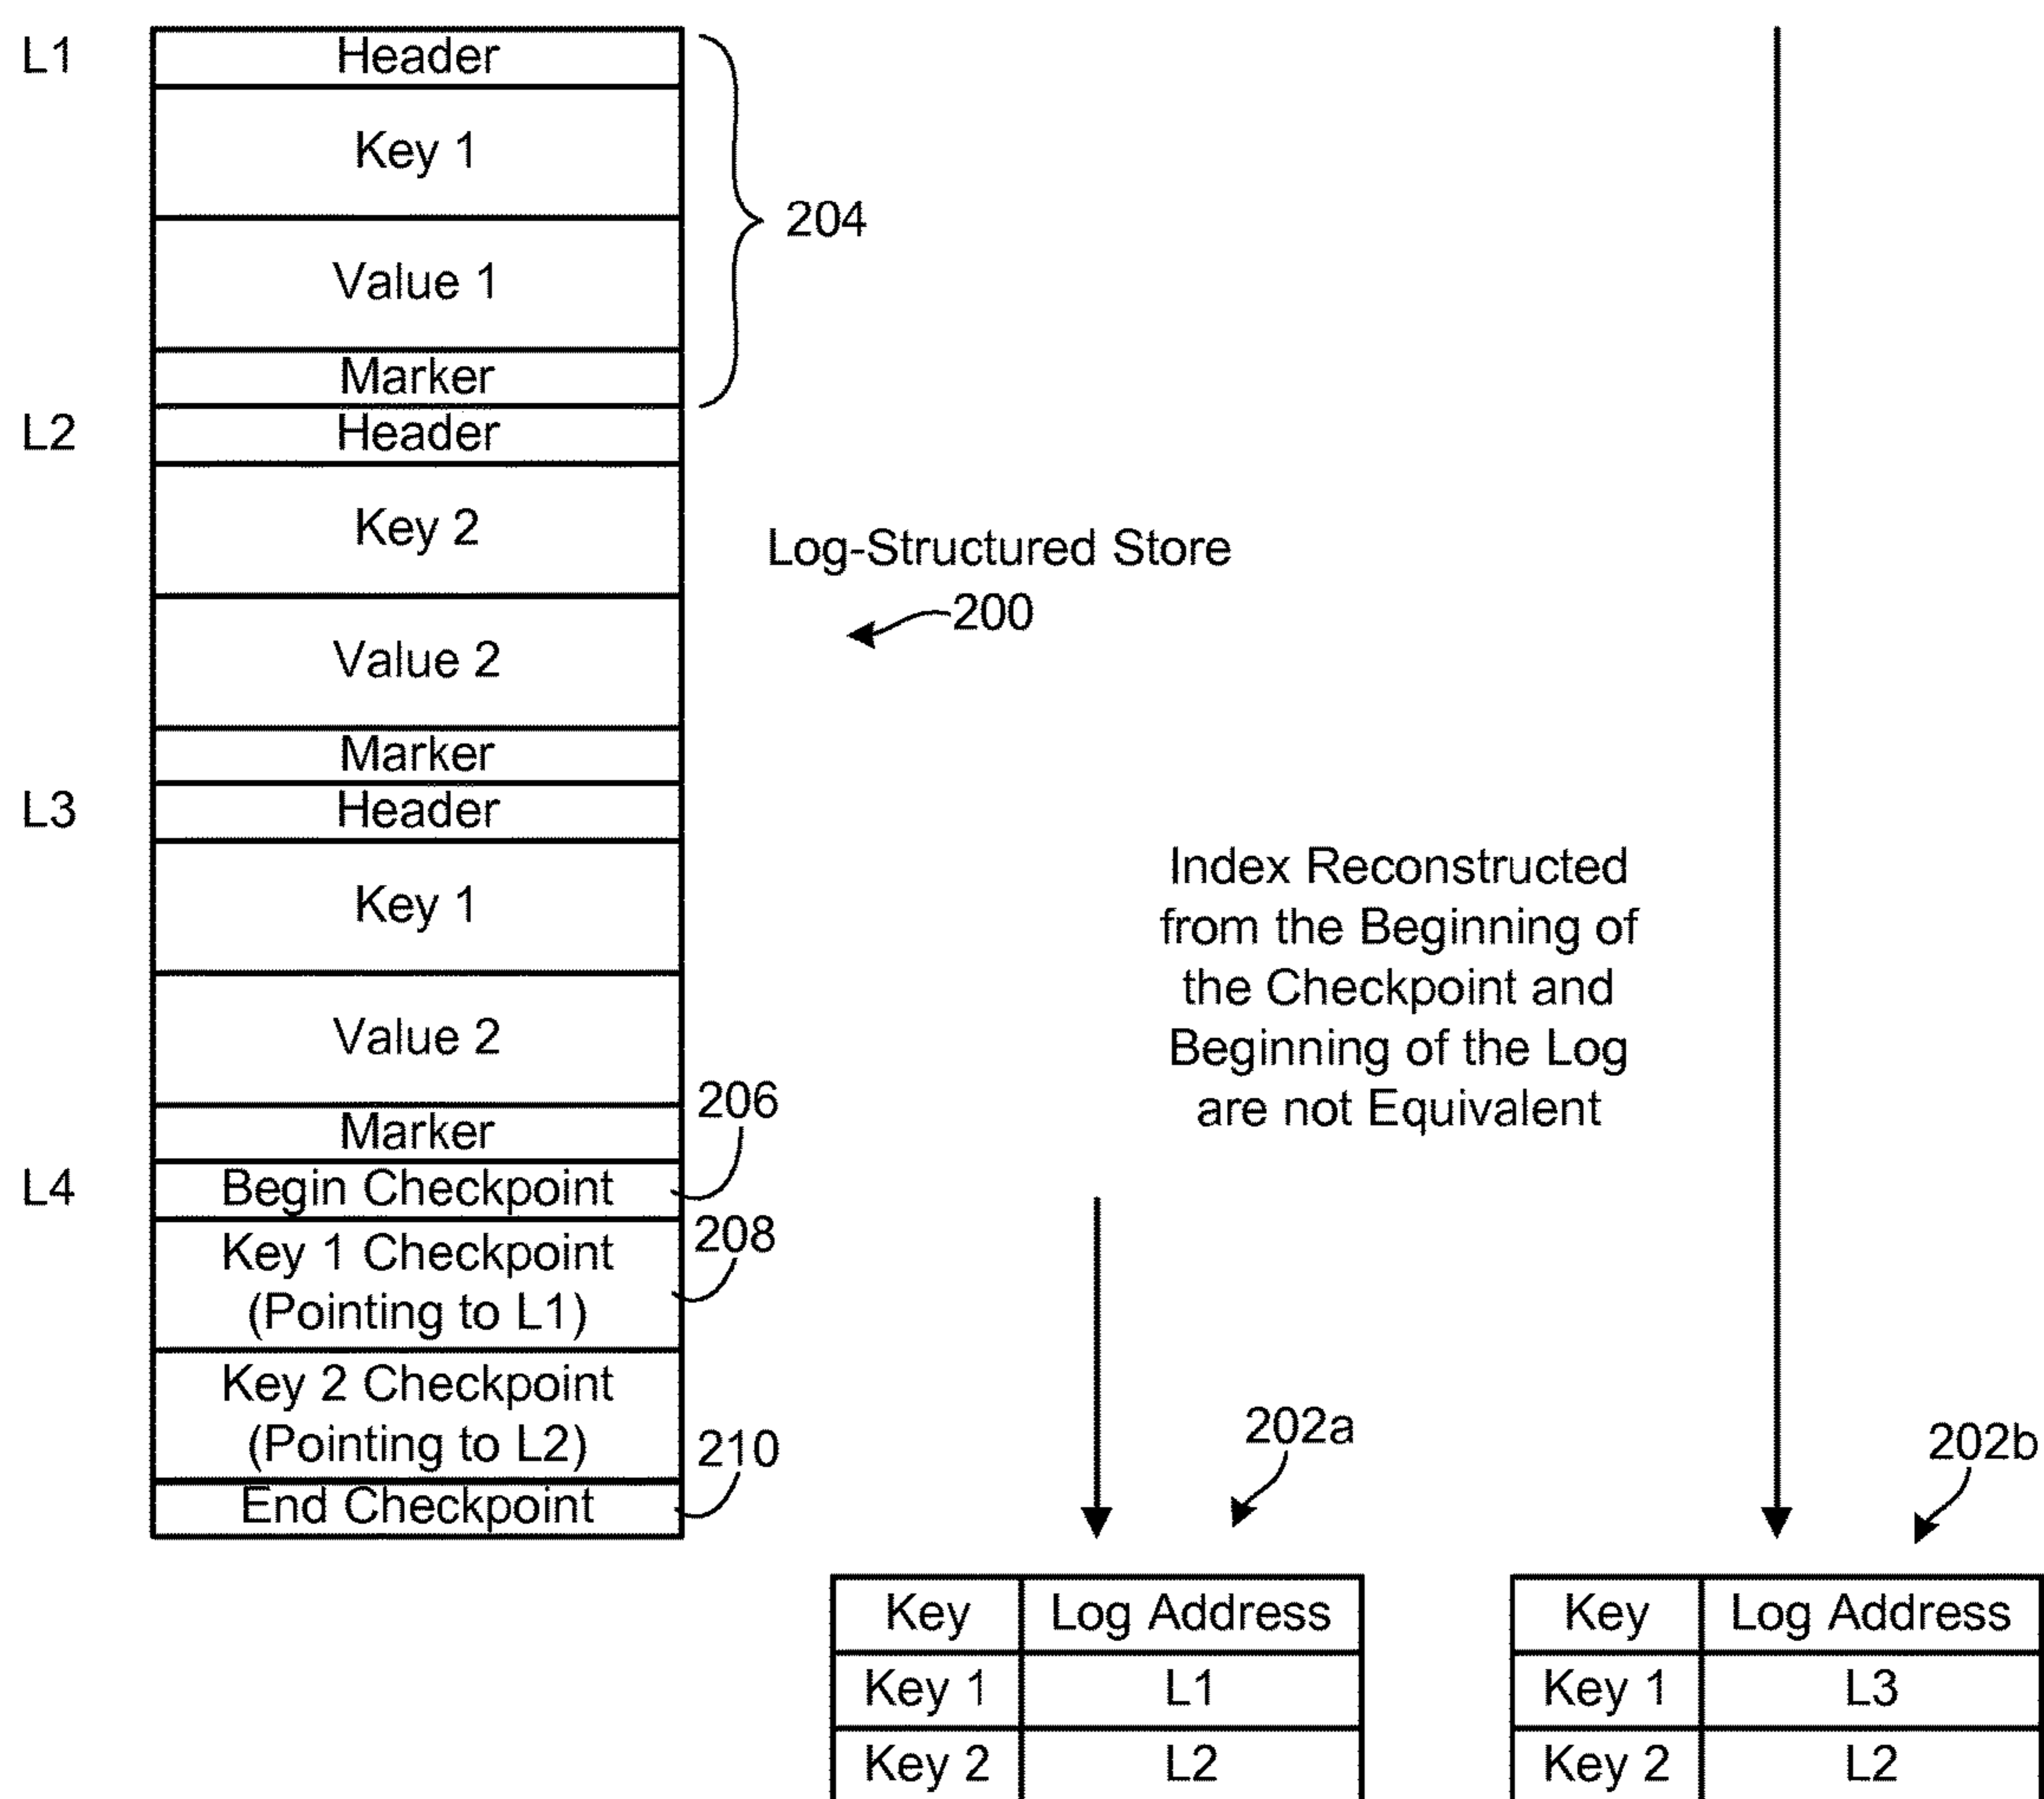 L1
Header
Key 1
Value 1
Marker
204
L2
Header
Key 2
Value 2
Marker
Log-Structured Store
200
L3
Header
Key 1
Value 2
Marker
Index Reconstructed
from the Beginning of
the Checkpoint and
Beginning of the Log
are not Equivalent
206
L4
Begin Checkpoint
208
Key 1 Checkpoint
(Pointing to L1)
Key 2 Checkpoint
(Pointing to L2)
210
End Checkpoint
202a
202b
Key Log Address
Key 1 L1
Key 2 L2
Key Log Address
Key 1 L3
Key 2 L2